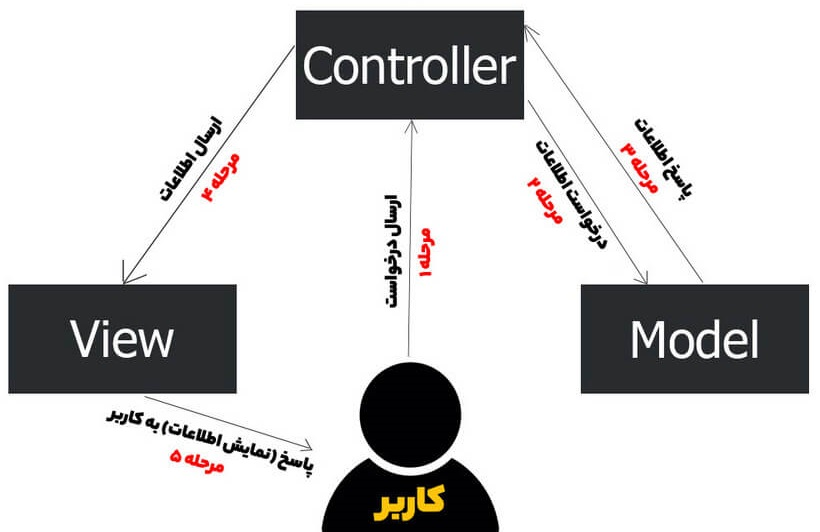 Controller
ارسال اطلاعات
مرحله ۴
ارسال درخواست
مرحله ۱
درخواست اطلاعات
مرحله ۲
پاسخ اطلاعات
مرحله ۳
View
Model
پاسخ (نمایش اطلاعات) به کاربر
مرحله ۵
کاربر